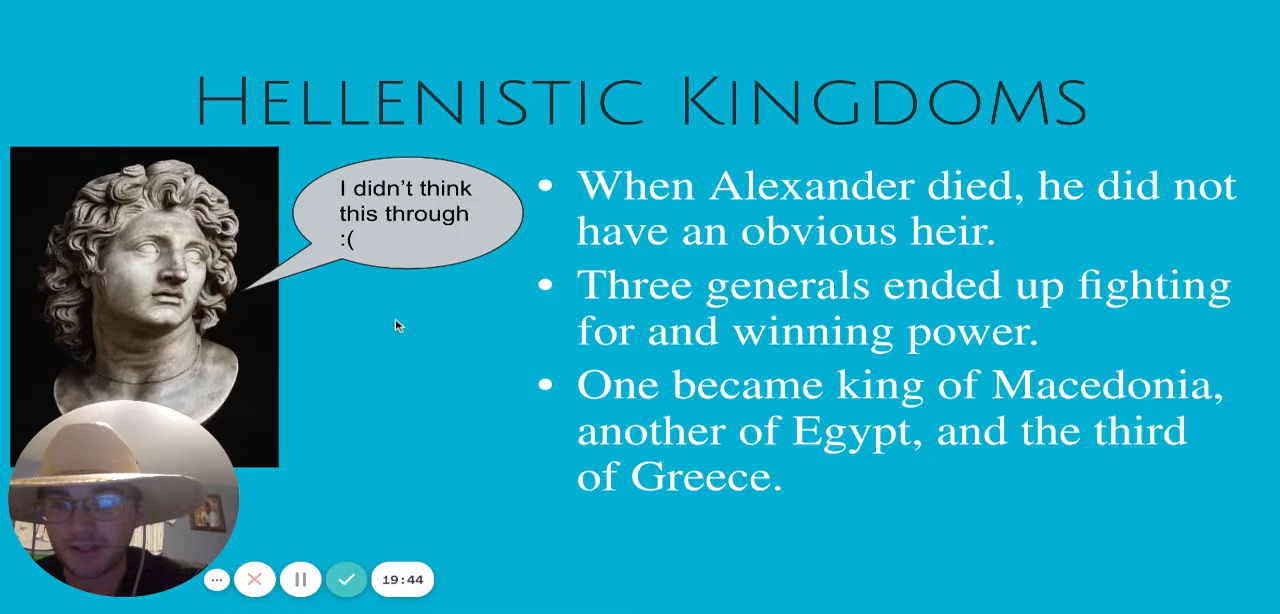 Hellenistic Kingdoms
I didn't think
this through
:(
• When Alexander died, he did not
have an obvious heir.
• Three generals ended up fighting
for and winning power.
• One became king of Macedonia,
another of Egypt, and the third
of Greece.
19:44